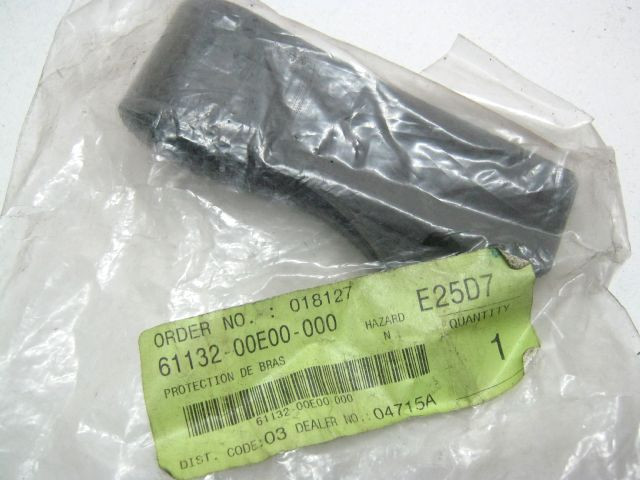 ORDER NO. : 018127
61132-00E00-000
HAZARD
N
E25D7
PROTECTION DE BRAS
QUANTITY
1
61132-00E00-000
DIST. CODE:03 DEALER NO.:04715A